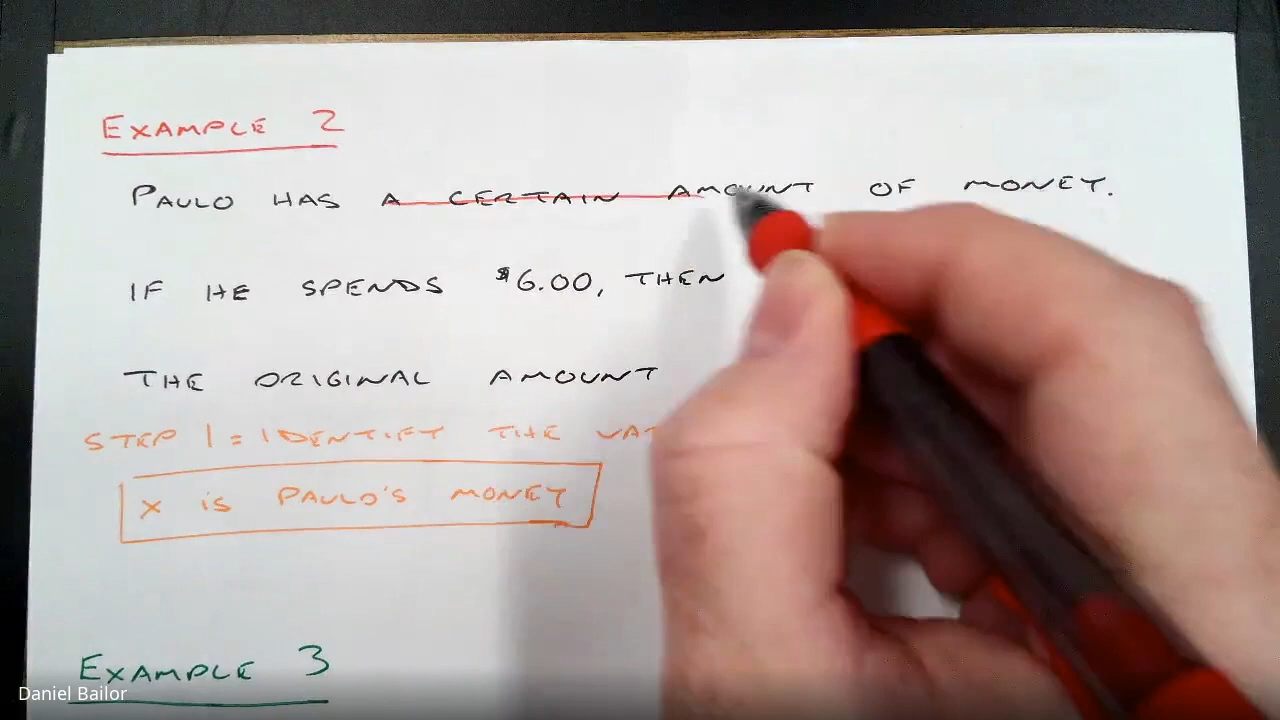 EXAMPLE 2
PAULO HAS A CERTAIN AMOUNT OF MONEY.
IF HE SPENDS $6.00, THEN
THE ORIGINAL AMOUNT
STEP 1 = IDENTIFY THE
X IS PAULO'S MONEY
EXAMPLE 3
Daniel Bailor